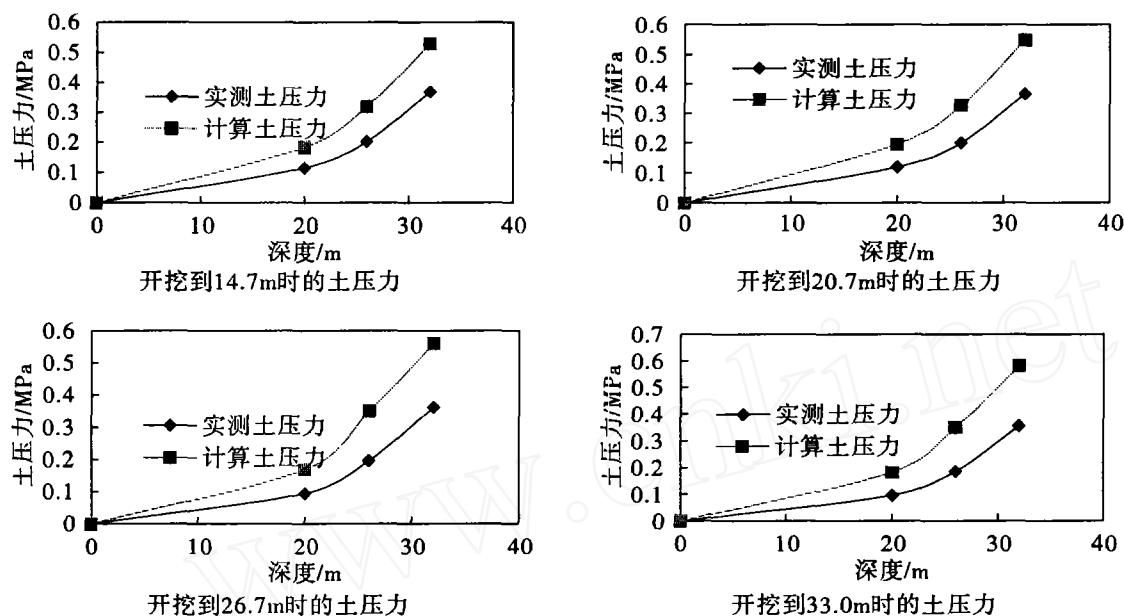 0.6
0.5
0.4
0.3
0.2
0.1
0
土压力/MPa
实测土压力
计算土压力
0 10 20 30 40
深度/m
开挖到14.7m时的土压力
0.6
0.5
0.4
0.3
0.2
0.1
0
土压力/MPa
实测土压力
计算土压力
0 10 20 30 40
深度/m
开挖到20.7m时的土压力
0.6
0.5
0.4
0.3
0.2
0.1
0
土压力/MPa
实测土压力
计算土压力
0 10 20 30 40
深度/m
开挖到26.7m时的土压力
0.7
0.6
0.5
0.4
0.3
0.2
0.1
0
土压力/MPa
实测土压力
计算土压力
0 10 20 30 40
深度/m
开挖到33.0m时的土压力
www.cnki.net